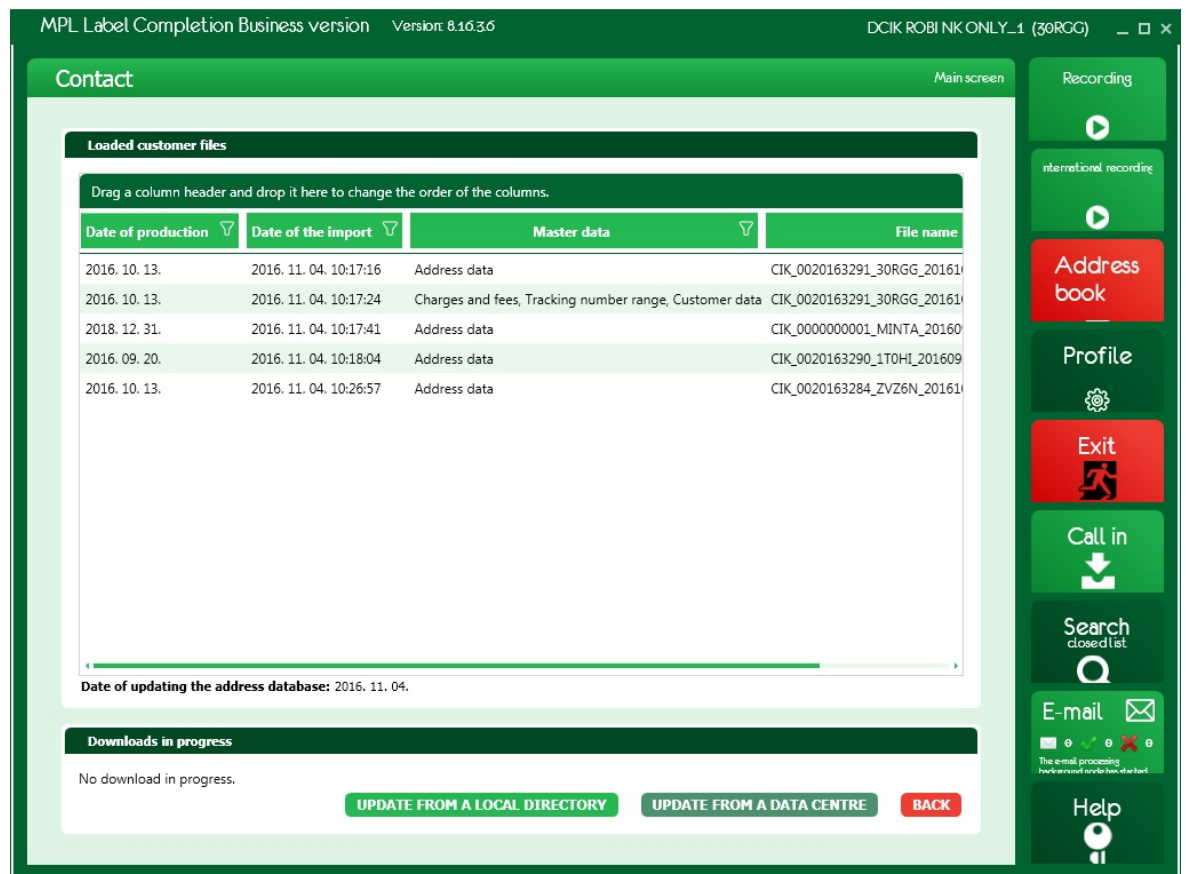 MPL Label Completion Business version Version: 8.16.3.6 DCIK ROBI NK ONLY_1 (30RGG)
Contact Main screen
Loaded customer files
Drag a column header and drop it here to change the order of the columns.
Date of production Date of the import Master data File name
2016. 10. 13. 2016. 11. 04. 10:17:16 Address data CIK_0020163291_30RGG_20161
2016. 10. 13. 2016. 11. 04. 10:17:24 Charges and fees, Tracking number range, Customer data CIK_0020163291_30RGG_20161
2018. 12. 31. 2016. 11. 04. 10:17:41 Address data CIK_0000000001_MINTA_20160
2016. 09. 20. 2016. 11. 04. 10:18:04 Address data CIK_0020163290_1T0HI_201609
2016. 10. 13. 2016. 11. 04. 10:26:57 Address data CIK_0020163284_ZVZ6N_20161
Date of updating the address database: 2016. 11. 04.
Downloads in progress
No download in progress.
UPDATE FROM A LOCAL DIRECTORY UPDATE FROM A DATA CENTRE BACK
Recording
nternational recording
Address
book
Profile
Exit
Call in
Search
closed list
E-mail
0 0 0
The e-mail processing
background node has started
Help